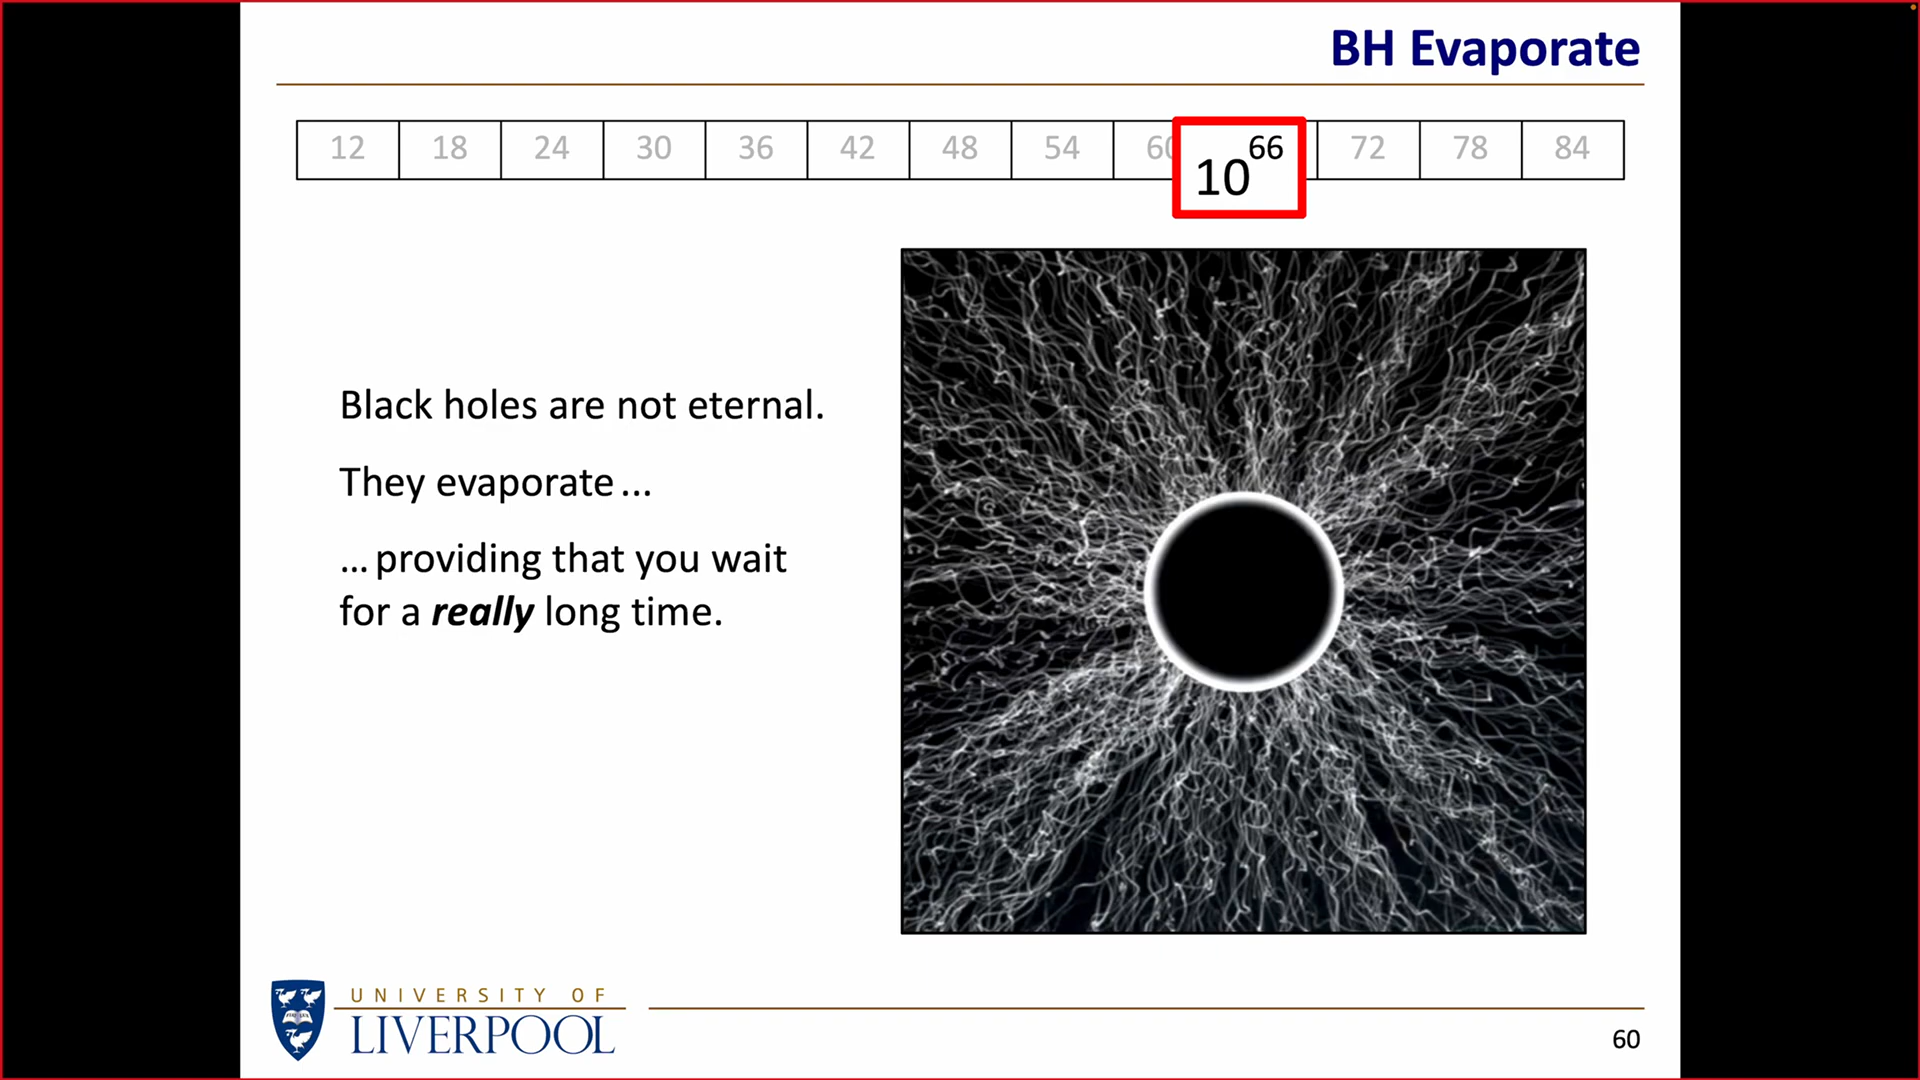 BH Evaporate
12 18 24 30 36 42 48 54 60 10^66 72 78 84
Black holes are not eternal.
They evaporate ...
... providing that you wait
for a really long time.
UNIVERSITY OF
LIVERPOOL
60